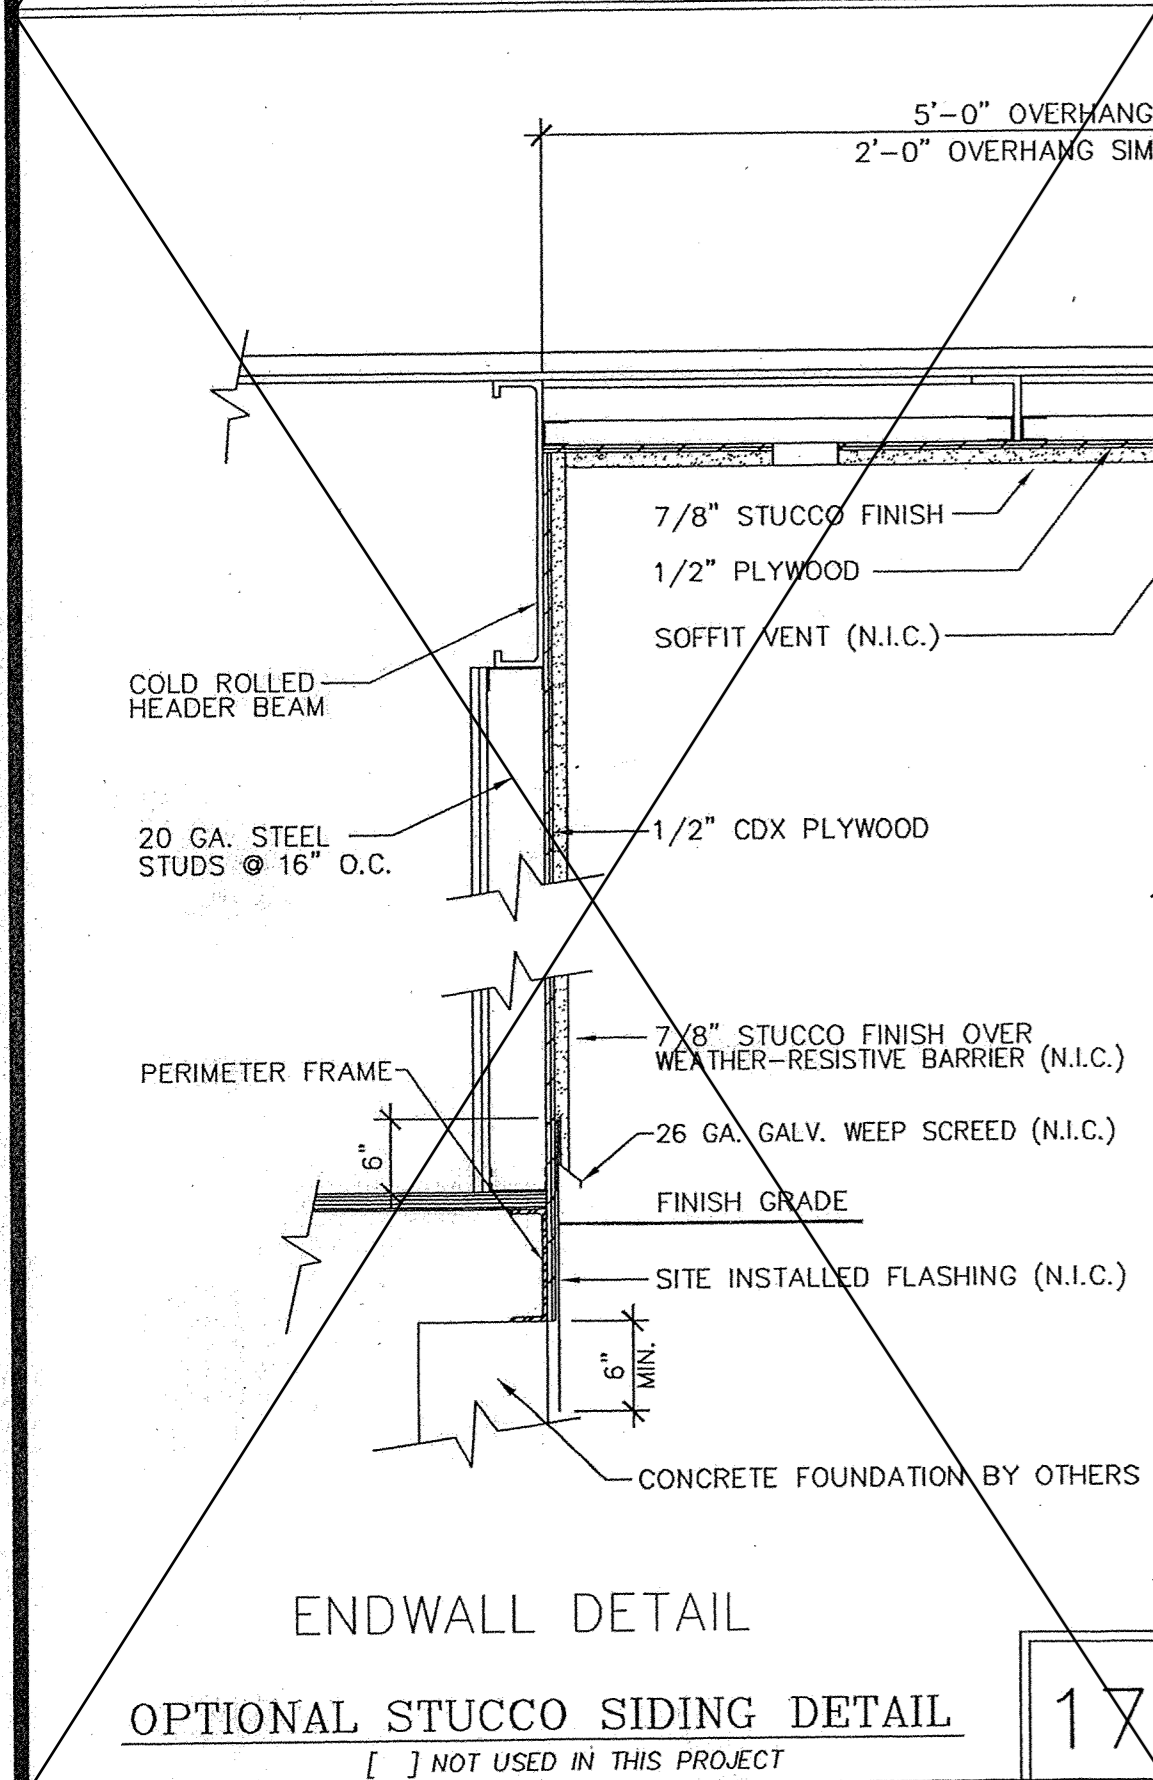 5'-0" OVERHANG
2'-0" OVERHANG SIM
7/8" STUCCO FINISH
1/2" PLYWOOD
SOFFIT VENT (N.I.C.)
COLD ROLLED
HEADER BEAM
20 GA. STEEL
STUDS @ 16" O.C.
1/2" CDX PLYWOOD
7/8" STUCCO FINISH OVER
WEATHER-RESISTIVE BARRIER (N.I.C.)
PERIMETER FRAME
26 GA. GALV. WEEP SCREED (N.I.C.)
6"
FINISH GRADE
SITE INSTALLED FLASHING (N.I.C.)
6"
MIN.
CONCRETE FOUNDATION BY OTHERS
ENDWALL DETAIL
OPTIONAL STUCCO SIDING DETAIL
17
[ ] NOT USED IN THIS PROJECT